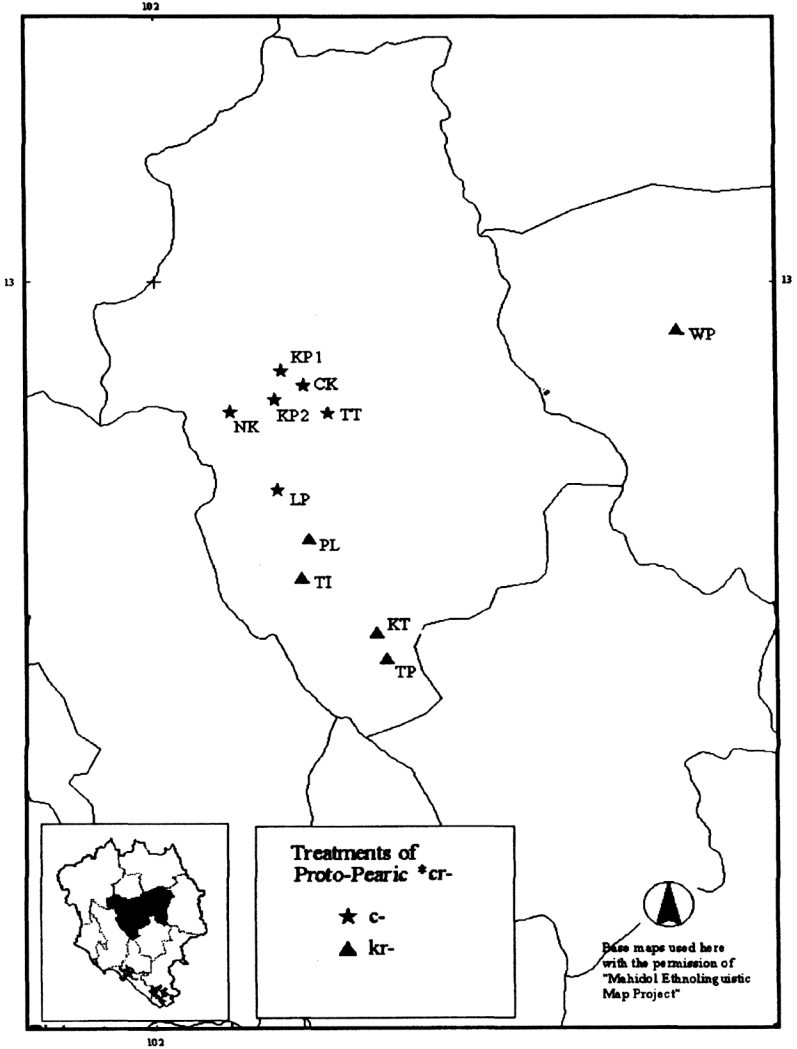 102
13
13
WP
KP1
CK
KP2
TT
NK
LP
PL
TI
KT
TP
Treatments of
Proto-Pearic *cr-
c-
kr-
Base maps used here
with the permission of
"Mahidol Ethnolinguistic
Map Project"
102